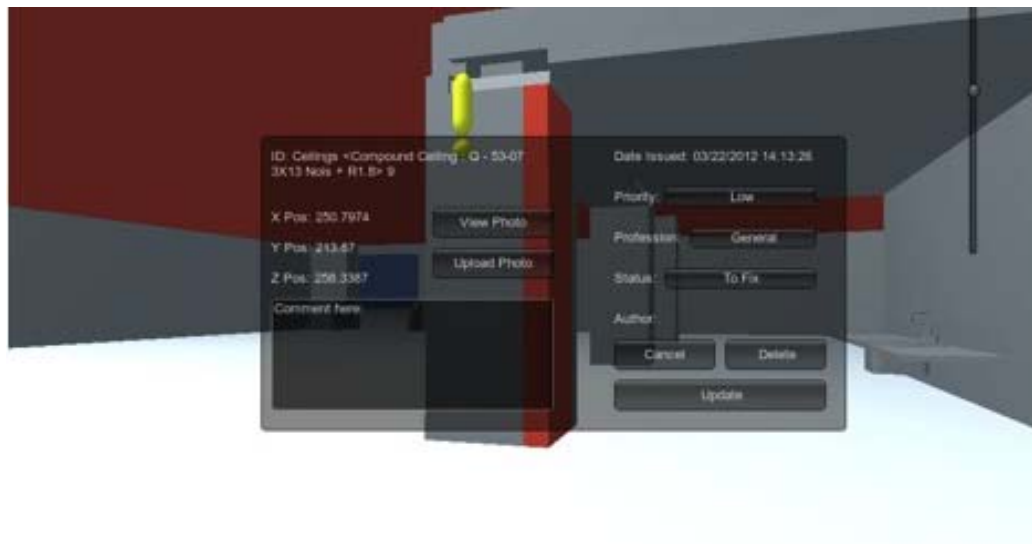 ID: Ceilings <Compound Ceiling : G - 53-07
3X13 Nois + R1.8> 9
Date Issued: 03/22/2012 14:13:26
Priority: Low
X Pos: 250.7974
View Photo
Profession: General
Y Pos: 213.67
Upload Photo
Z Pos: 256.3387
Status: To Fix
Comment here
Author:
Cancel
Delete
Update